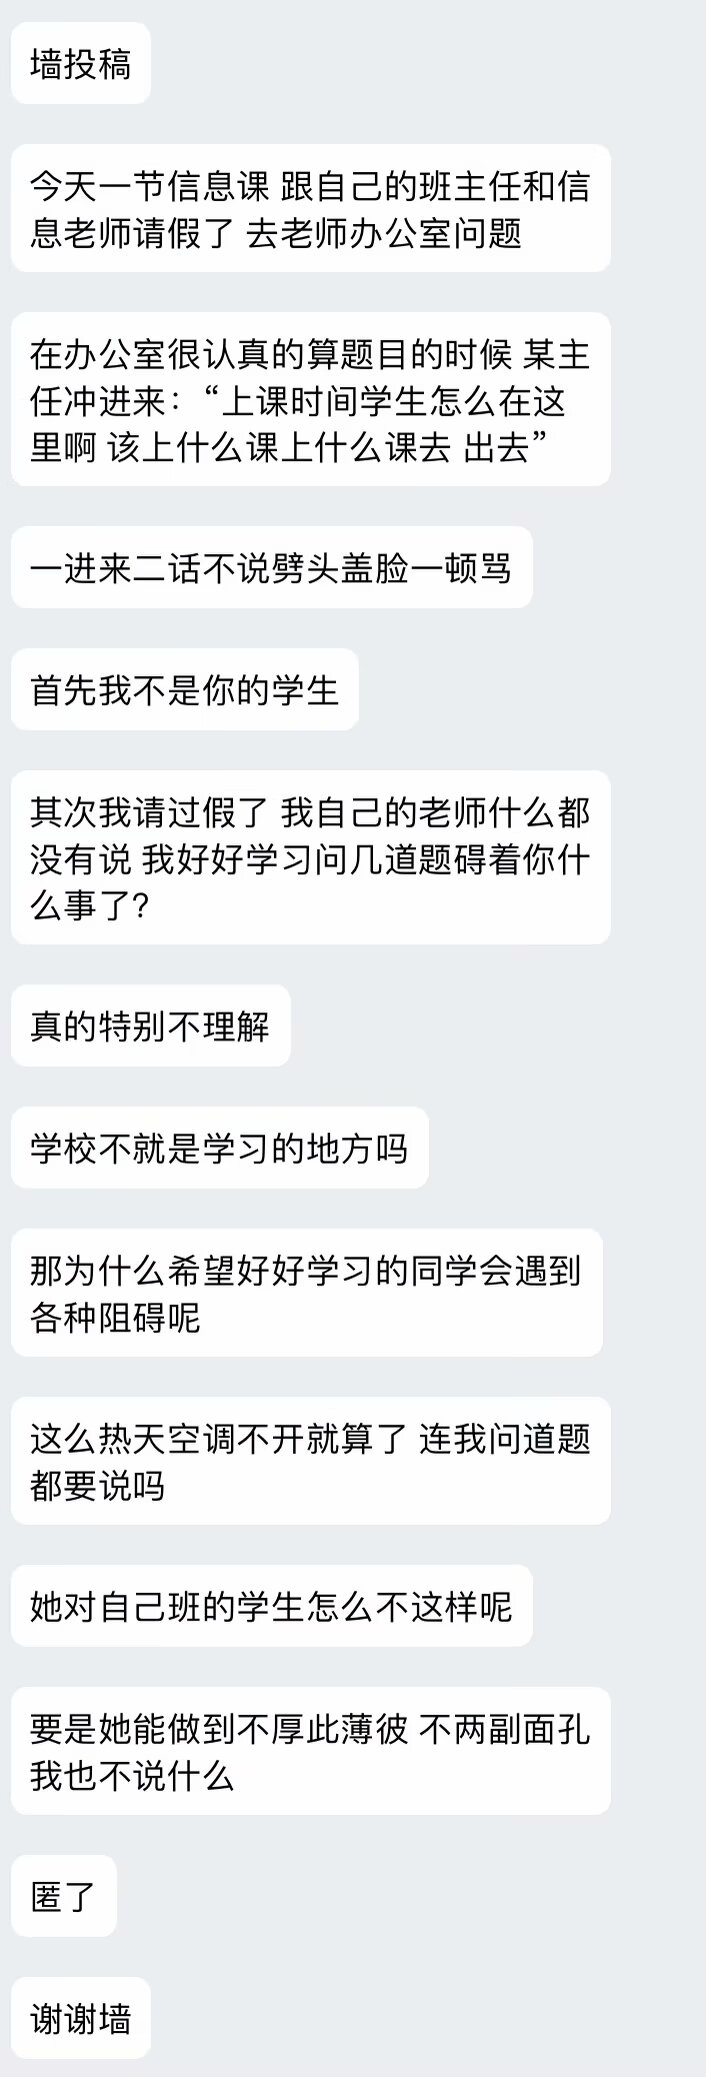 墙投稿
今天一节信息课 跟自己的班主任和信
息老师请假了 去老师办公室问题
在办公室很认真的算题目的时候 某主
任冲进来：“上课时间学生怎么在这
里啊 该上什么课上什么课去 出去”
一进来二话不说劈头盖脸一顿骂
首先我不是你的学生
其次我请过假了 我自己的老师什么都
没有说 我好好学习问几道题碍着你什
么事了？
真的特别不理解
学校不就是学习的地方吗
那为什么希望好好学习的同学会遇到
各种阻碍呢
这么热天空调不开就算了 连我问道题
都要说吗
她对自己班的学生怎么不这样呢
要是她能做到不厚此薄彼 不两副面孔
我也不说什么
匿了
谢谢墙